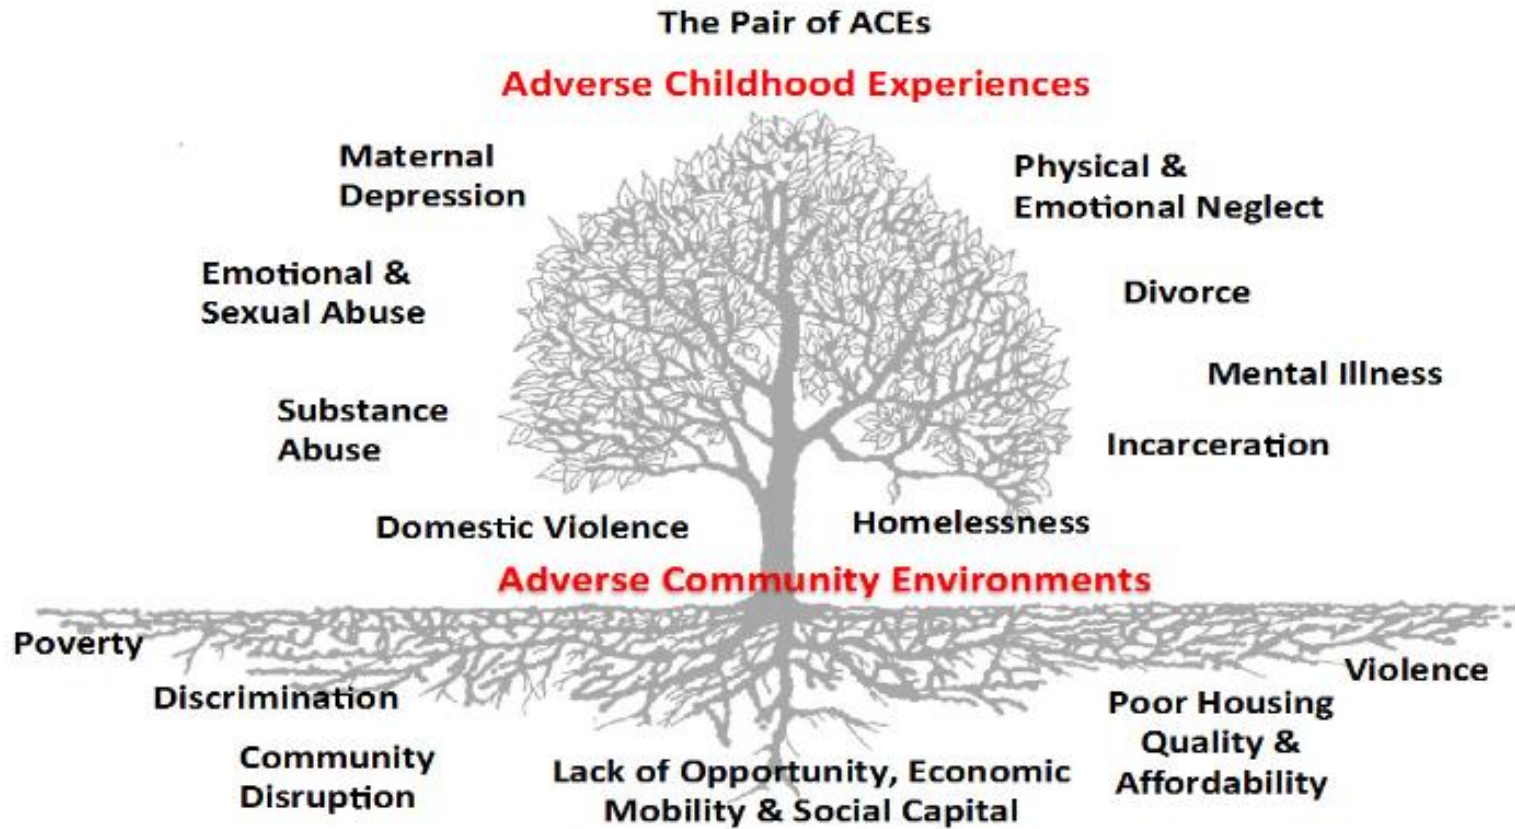 The Pair of ACEs
Adverse Childhood Experiences
Maternal
Depression
Physical &
Emotional Neglect
Emotional &
Sexual Abuse
Divorce
Mental Illness
Substance
Abuse
Incarceration
Domestic Violence
Homelessness
Adverse Community Environments
Poverty
Violence
Discrimination
Poor Housing
Quality &
Affordability
Community
Disruption
Lack of Opportunity, Economic
Mobility & Social Capital